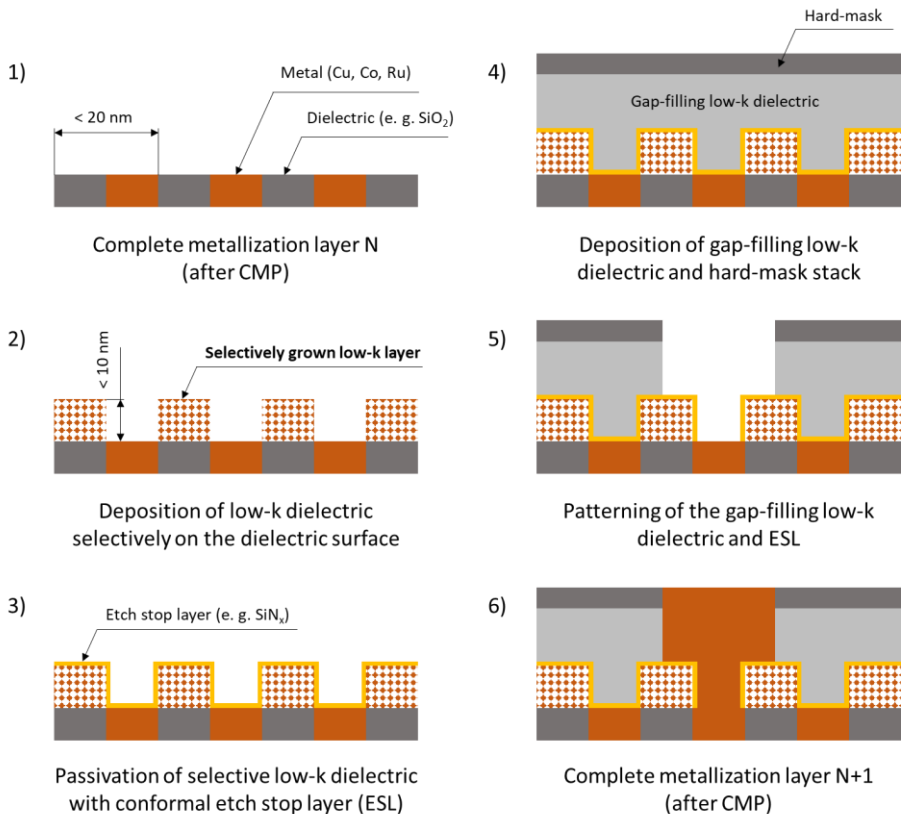 1)
Metal (Cu, Co, Ru)
< 20 nm
Dielectric (e. g. SiO₂)
Complete metallization layer N
(after CMP)
2)
< 10 nm
Selectively grown low-k layer
Deposition of low-k dielectric
selectively on the dielectric surface
3)
Etch stop layer (e. g. SiNₓ)
Passivation of selective low-k dielectric
with conformal etch stop layer (ESL)
4)
Hard-mask
Gap-filling low-k dielectric
Deposition of gap-filling low-k
dielectric and hard-mask stack
5)
Patterning of the gap-filling low-k
dielectric and ESL
6)
Complete metallization layer N+1
(after CMP)